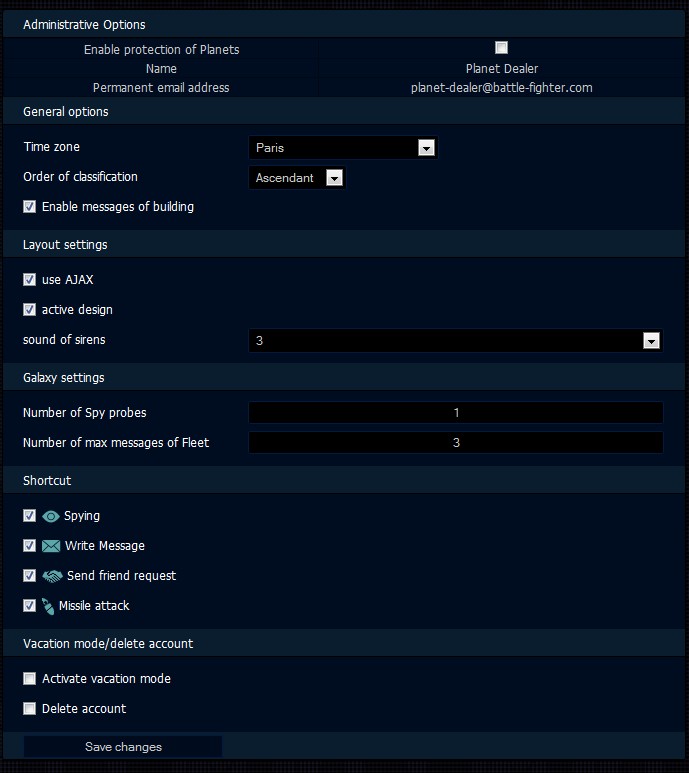 Administrative Options
Enable protection of Planets
Name Planet Dealer
Permanent email address planet-dealer@battle-fighter.com
General options
Time zone Paris
Order of classification Ascendant
Enable messages of building
Layout settings
use AJAX
active design
sound of sirens 3
Galaxy settings
Number of Spy probes 1
Number of max messages of Fleet 3
Shortcut
Spying
Write Message
Send friend request
Missile attack
Vacation mode/delete account
Activate vacation mode
Delete account
Save changes